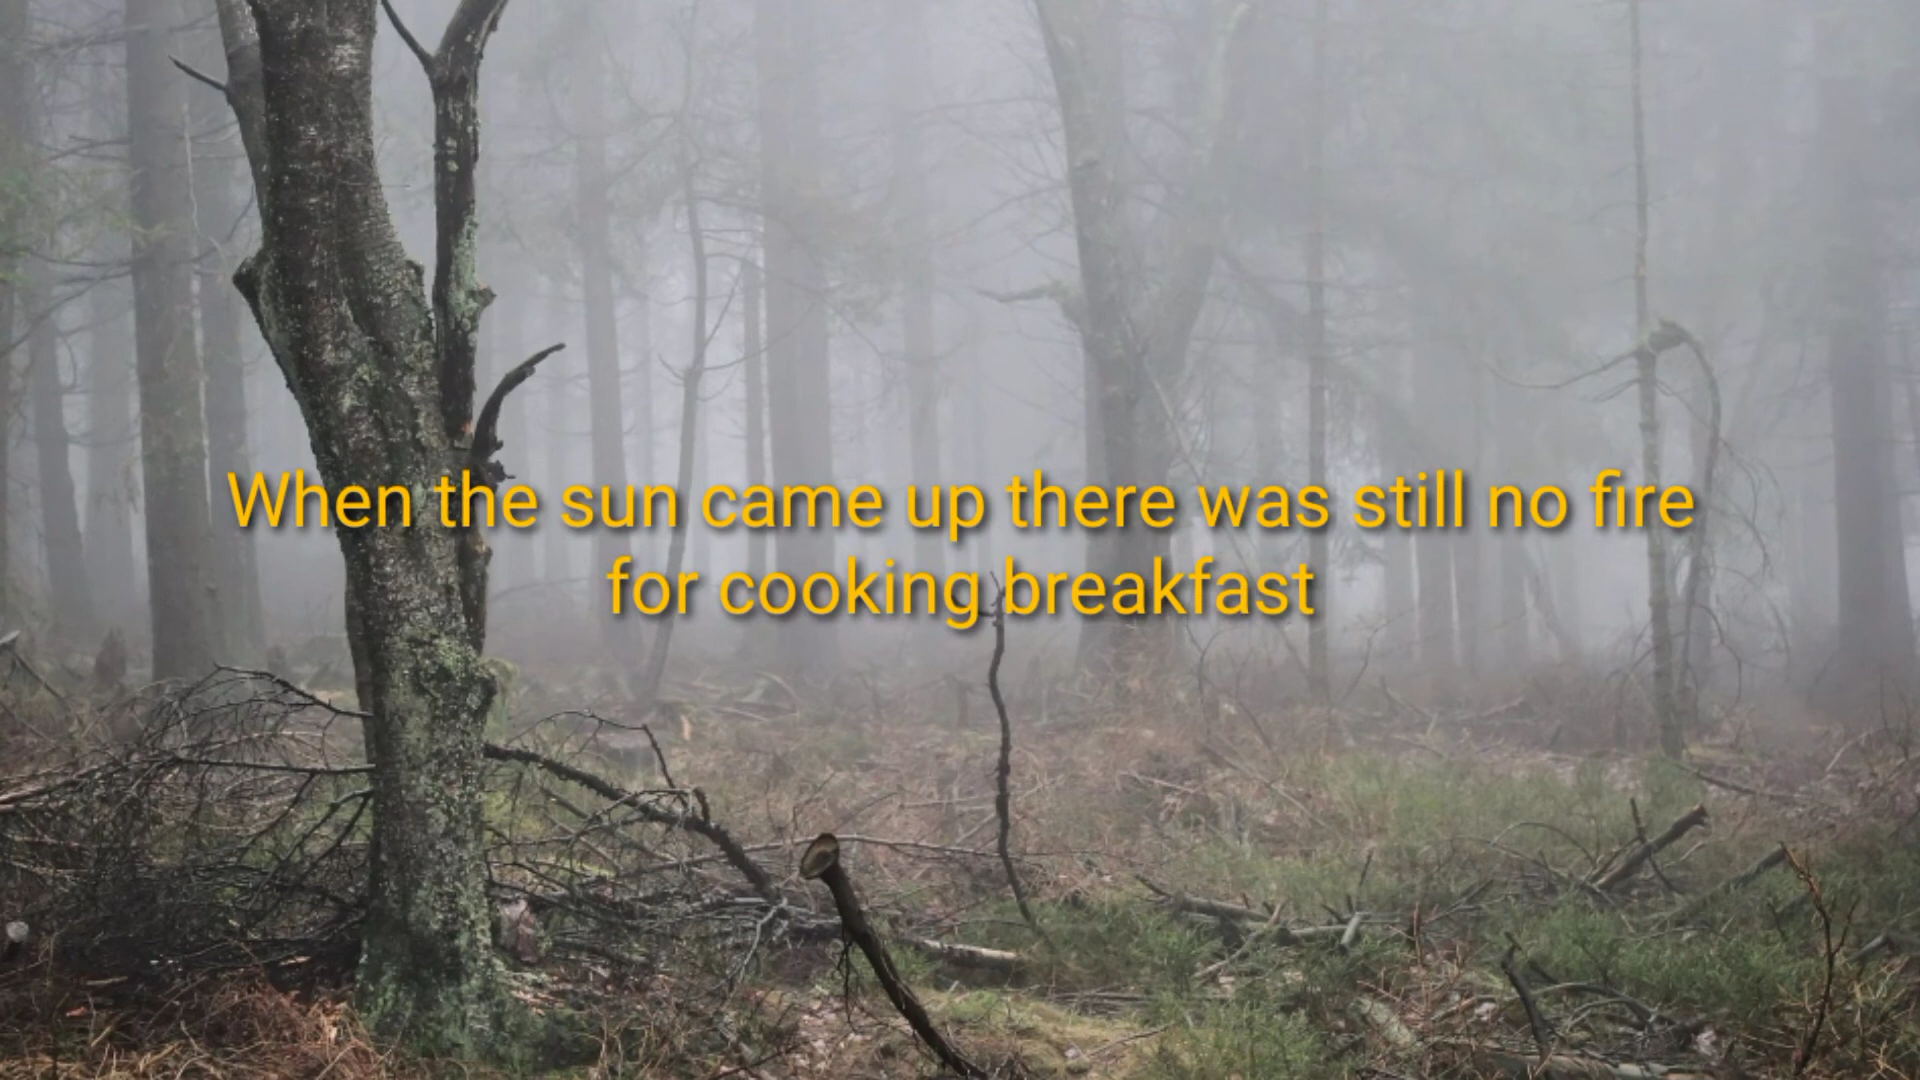 When the sun came up there was still no fire
for cooking breakfast